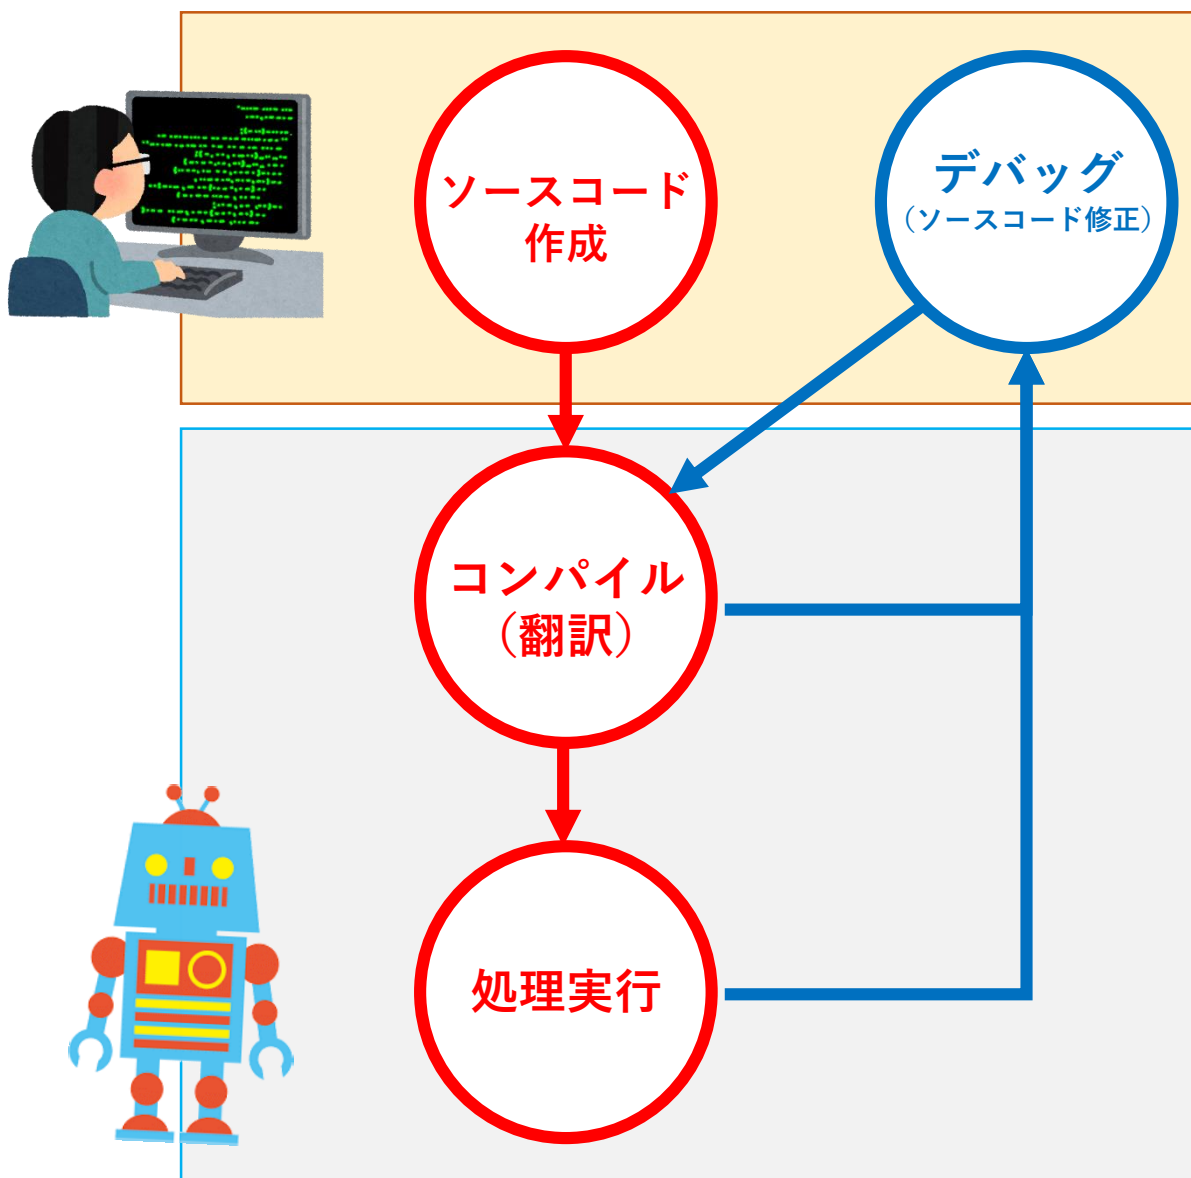 ソースコード
作成
デバッグ
（ソースコード修正）
コンパイル
（翻訳）
処理実行